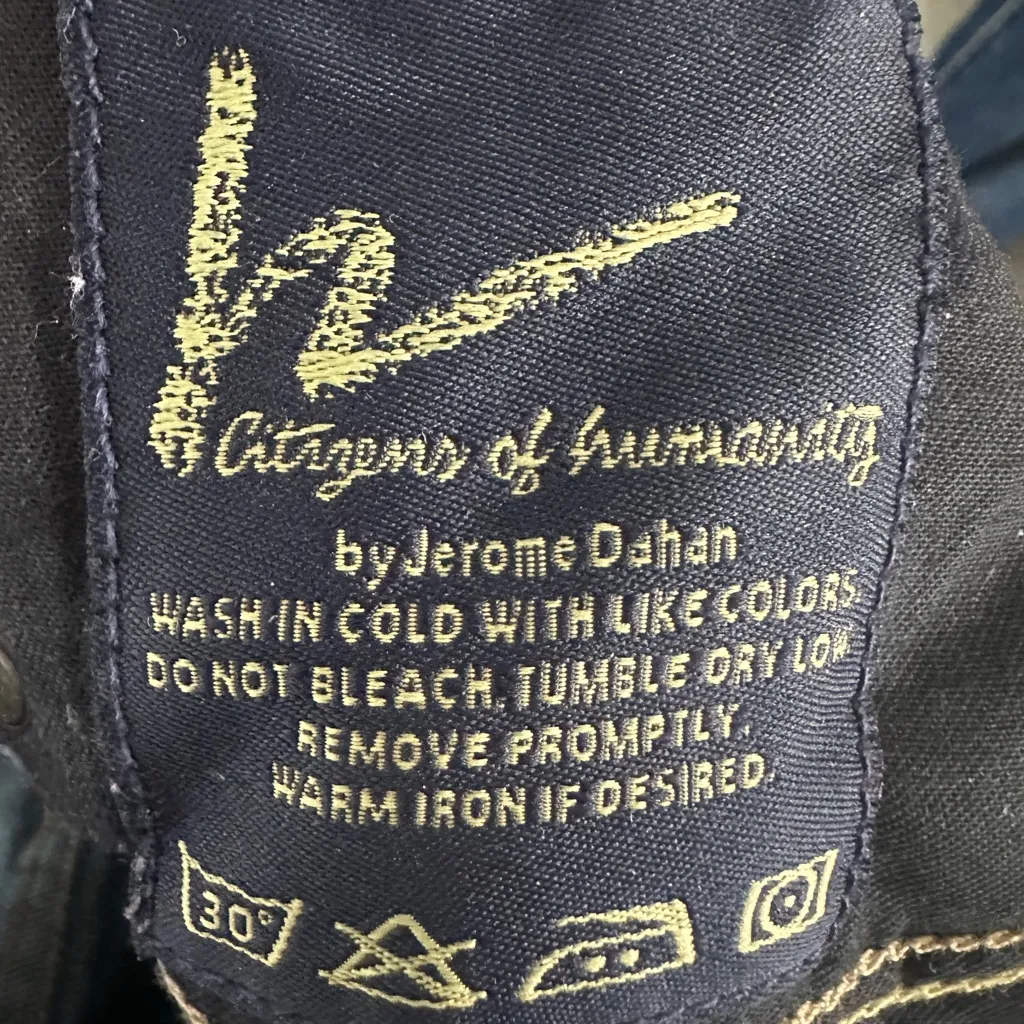 h
Citizens of humanity
by Jerome Dahan
WASH IN COLD WITH LIKE COLORS
DO NOT BLEACH. TUMBLE DRY LOW.
REMOVE PROMPTLY.
WARM IRON IF DESIRED.
30°